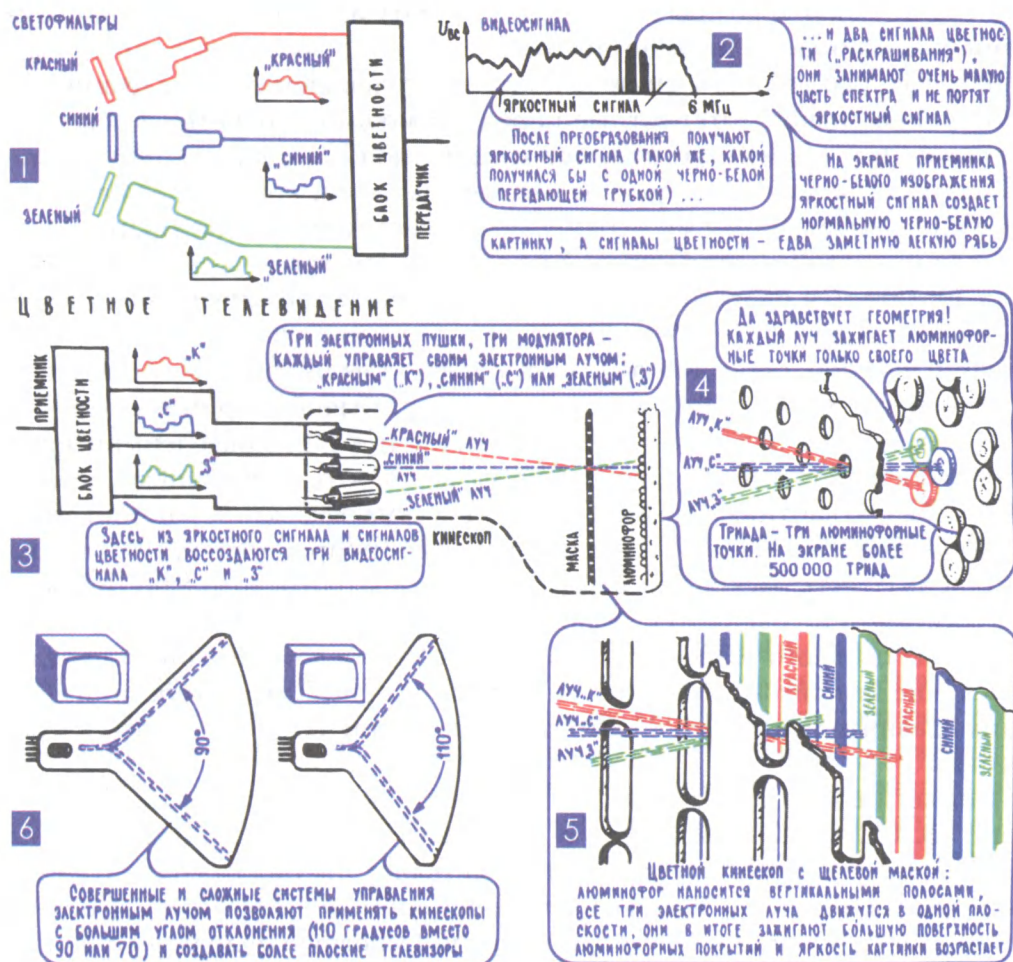 СВЕТОФИЛЬТРЫ
КРАСНЫЙ
„КРАСНЫЙ"
СИНИЙ
„СИНИЙ"
1
ЗЕЛЕНЫЙ
„ЗЕЛЕНЫЙ"
БЛОК ЦВЕТНОСТИ
ПЕРЕДАТЧИК
Uвс
ВИДЕОСИГНАЛ
2
ЯРКОСТНЫЙ СИГНАЛ
6 МГц
f
...И ДВА СИГНАЛА ЦВЕТНОС
ТИ („РАСКРАШИВАНИЯ"),
ОНИ ЗАНИМАЮТ ОЧЕНЬ МАЛУЮ
ЧАСТЬ СПЕКТРА И НЕ ПОРТЯТ
ЯРКОСТНЫЙ СИГНАЛ
ПОСЛЕ ПРЕОБРАЗОВАНИЯ ПОЛУЧАЮТ
ЯРКОСТНЫЙ СИГНАЛ (ТАКОЙ ЖЕ, КАКОЙ
ПОЛУЧИЛСЯ БЫ С ОДНОЙ ЧЕРНО-БЕЛОЙ
ПЕРЕДАЮЩЕЙ ТРУБКОЙ) ...
НА ЭКРАНЕ ПРИЕМНИКА
ЧЕРНО-БЕЛОГО ИЗОБРАЖЕНИЯ
ЯРКОСТНЫЙ СИГНАЛ СОЗДАЕТ
НОРМАЛЬНУЮ ЧЕРНО-БЕЛУЮ
КАРТИНКУ, А СИГНАЛЫ ЦВЕТНОСТИ – ЕДВА ЗАМЕТНУЮ ЛЕГКУЮ РЯБЬ
ЦВЕТНОЕ ТЕЛЕВИДЕНИЕ
ПРИЕМНИК
БЛОК ЦВЕТНОСТИ
„К"
„С"
„З"
ТРИ ЭЛЕКТРОННЫХ ПУШКИ, ТРИ МОДУЛЯТОРА –
КАЖДЫЙ УПРАВЛЯЕТ СВОИМ ЭЛЕКТРОННЫМ ЛУЧОМ:
„КРАСНЫМ" („К"), „СИНИМ" („С") ИЛИ „ЗЕЛЕНЫМ" („З")
„КРАСНЫЙ" ЛУЧ
„СИНИЙ"
ЛУЧ
„ЗЕЛЕНЫЙ" ЛУЧ
КИНЕСКОП
МАСКА
ЛЮМИНОФОР
3
ЗДЕСЬ ИЗ ЯРКОСТНОГО СИГНАЛА И СИГНАЛОВ
ЦВЕТНОСТИ ВОССОЗДАЮТСЯ ТРИ ВИДЕОСИГ-
НАЛА „К", „С" И „З"
ДА ЗДРАВСТВУЕТ ГЕОМЕТРИЯ!
КАЖДЫЙ ЛУЧ ЗАЖИГАЕТ ЛЮМИНОФОР-
НЫЕ ТОЧКИ ТОЛЬКО СВОЕГО ЦВЕТА
4
ЛУЧ „К"
ЛУЧ „С"
ЛУЧ „З"
ТРИАДА – ТРИ ЛЮМИНОФОРНЫЕ
ТОЧКИ. НА ЭКРАНЕ БОЛЕЕ
500 000 ТРИАД
90°
110°
6
СОВЕРШЕННЫЕ И СЛОЖНЫЕ СИСТЕМЫ УПРАВЛЕНИЯ
ЭЛЕКТРОННЫМ ЛУЧОМ ПОЗВОЛЯЮТ ПРИМЕНЯТЬ КИНЕСКОПЫ
С БОЛЬШИМ УГЛОМ ОТКЛОНЕНИЯ (110 ГРАДУСОВ ВМЕСТО
90 ИЛИ 70) И СОЗДАВАТЬ БОЛЕЕ ПЛОСКИЕ ТЕЛЕВИЗОРЫ
ЛУЧ „К"
ЛУЧ „С"
ЛУЧ „З"
КРАСНЫЙ
СИНИЙ
ЗЕЛЕНЫЙ
КРАСНЫЙ
СИНИЙ
ЗЕЛЕНЫЙ
5
ЦВЕТНОЙ КИНЕСКОП С ЩЕЛЕВОЙ МАСКОЙ:
ЛЮМИНОФОР НАНОСИТСЯ ВЕРТИКАЛЬНЫМИ ПОЛОСАМИ,
ВСЕ ТРИ ЭЛЕКТРОННЫХ ЛУЧА ДВИЖУТСЯ В ОДНОЙ ПЛО-
СКОСТИ, ОНИ В ИТОГЕ ЗАЖИГАЮТ БО́ЛЬШУЮ ПОВЕРХНОСТЬ
ЛЮМИНОФОРНЫХ ПОКРЫТИЙ И ЯРКОСТЬ КАРТИНКИ ВОЗРАСТАЕТ